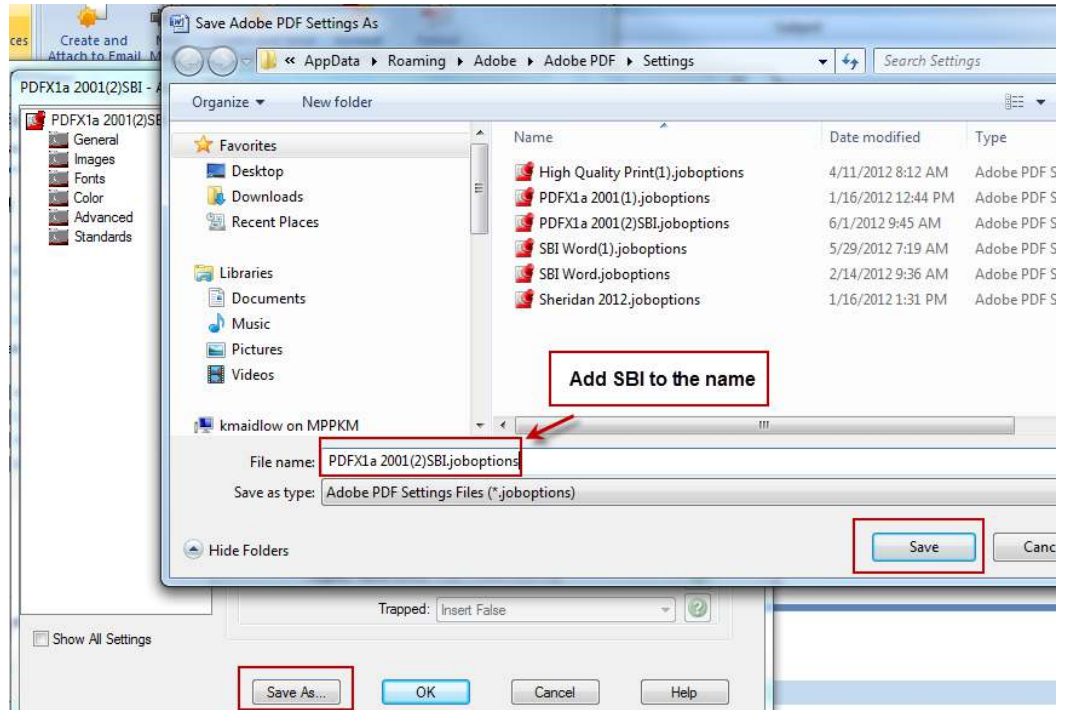 ces
Create and
Attach to Email
Save Adobe PDF Settings As
« AppData ▸ Roaming ▸ Adobe ▸ Adobe PDF ▸ Settings
Search Settings
PDFX1a 2001(2)SBI - A
PDFX1a 2001(2)SB
General
Images
Fonts
Color
Advanced
Standards
Organize ▾ New folder
Favorites
Desktop
Downloads
Recent Places
Libraries
Documents
Music
Pictures
Videos
kmaidlow on MPPKM
Name Date modified Type
High Quality Print(1).joboptions 4/11/2012 8:12 AM Adobe PDF S
PDFX1a 2001(1).joboptions 1/16/2012 12:44 PM Adobe PDF S
PDFX1a 2001(2)SBI.joboptions 6/1/2012 9:45 AM Adobe PDF S
SBI Word(1).joboptions 5/29/2012 7:19 AM Adobe PDF S
SBI Word.joboptions 2/14/2012 9:36 AM Adobe PDF S
Sheridan 2012.joboptions 1/16/2012 1:31 PM Adobe PDF S
Add SBI to the name
File name: PDFX1a 2001(2)SBI.joboptions
Save as type: Adobe PDF Settings Files (*.joboptions)
Hide Folders
Save Canc
Trapped: Insert False
Show All Settings
Save As... OK Cancel Help